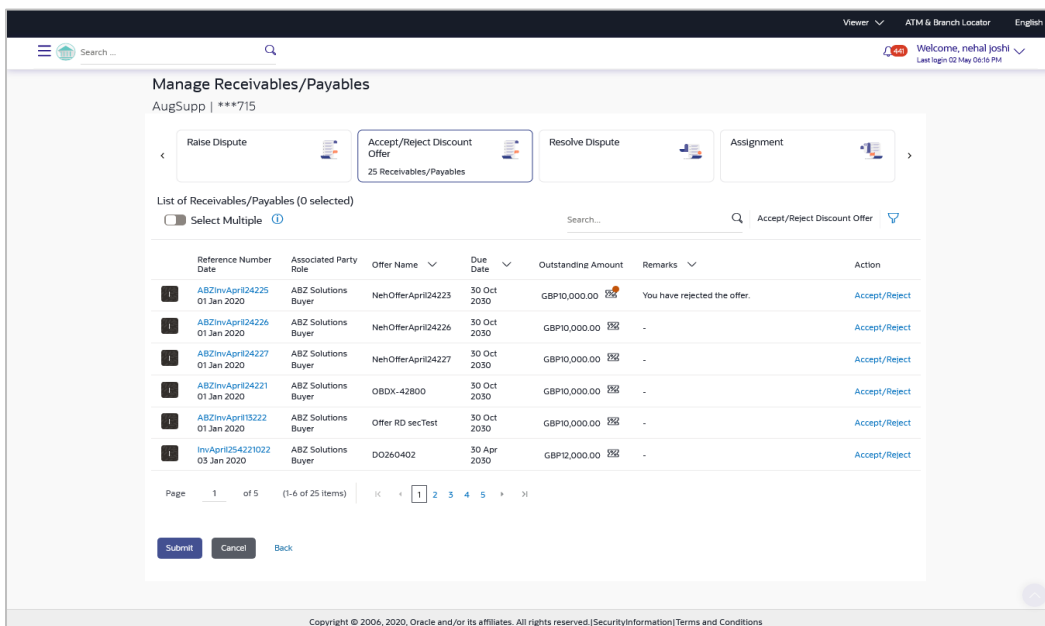 Viewer ATM & Branch Locator English
Search ... 441 Welcome, nehal joshi
Last login 02 May 06:16 PM
Manage Receivables/Payables
AugSupp | ***715
Raise Dispute
Accept/Reject Discount Offer
25 Receivables/Payables
Resolve Dispute
Assignment
List of Receivables/Payables (0 selected)
Select Multiple Search... Accept/Reject Discount Offer
Reference Number Associated Party Offer Name Due Outstanding Amount Remarks Action
Date Role Date
I ABZInvApril24225 ABZ Solutions NehOfferApril24223 30 Oct GBP10,000.00 You have rejected the offer. Accept/Reject
01 Jan 2020 Buyer 2030
I ABZInvApril24226 ABZ Solutions NehOfferApril24226 30 Oct GBP10,000.00 - Accept/Reject
01 Jan 2020 Buyer 2030
I ABZInvApril24227 ABZ Solutions NehOfferApril24227 30 Oct GBP10,000.00 - Accept/Reject
01 Jan 2020 Buyer 2030
I ABZInvApril24221 ABZ Solutions OBDX-42800 30 Oct GBP10,000.00 - Accept/Reject
01 Jan 2020 Buyer 2030
I ABZInvApril13222 ABZ Solutions Offer RD secTest 30 Oct GBP10,000.00 - Accept/Reject
01 Jan 2020 Buyer 2030
I InvApril254221022 ABZ Solutions DO260402 30 Apr GBP12,000.00 - Accept/Reject
03 Jan 2020 Buyer 2030
Page 1 of 5 (1-6 of 25 items) 1 2 3 4 5
Submit Cancel Back
Copyright © 2006, 2020, Oracle and/or its affiliates. All rights reserved.|SecurityInformation|Terms and Conditions